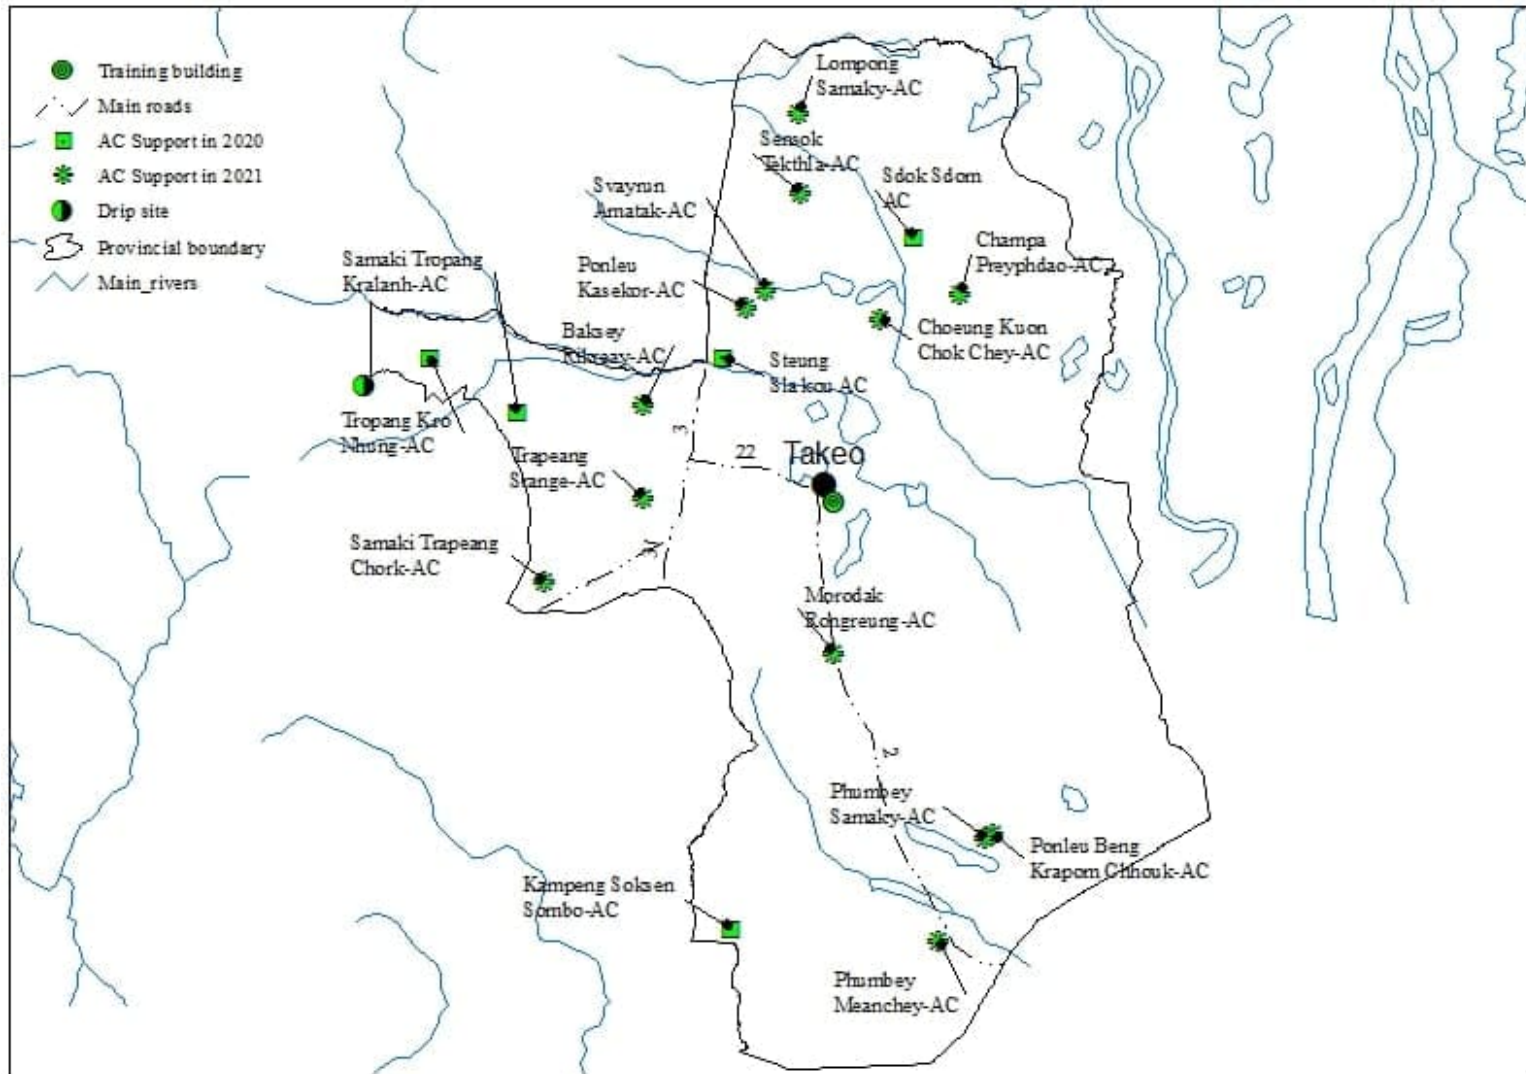 Training building
Main roads
AC Support in 2020
AC Support in 2021
Drip site
Provincial boundary
Main_rivers
Lompong
Samaky-AC
Sensok
Tekthla-AC
Svayrun
Amatak-AC
Sdok Sdom
AC
Champa
Preyphdao-AC
Samaki Tropang
Kralanh-AC
Ponleu
Kasekor-AC
Choeung Kuon
Chok Chey-AC
Baksey
Steung
Sla kou AC
Tropang Kro
Nhung-AC
3
22
Takeo
Trapeang
Srange-AC
Samaki Trapeang
Chork-AC
Morodak
Rongreung-AC
2
Phumbey
Samaky-AC
Ponleu Beng
Krapom Chhouk-AC
Kampeng Soksen
Sombo-AC
Phumbey
Meanchey-AC